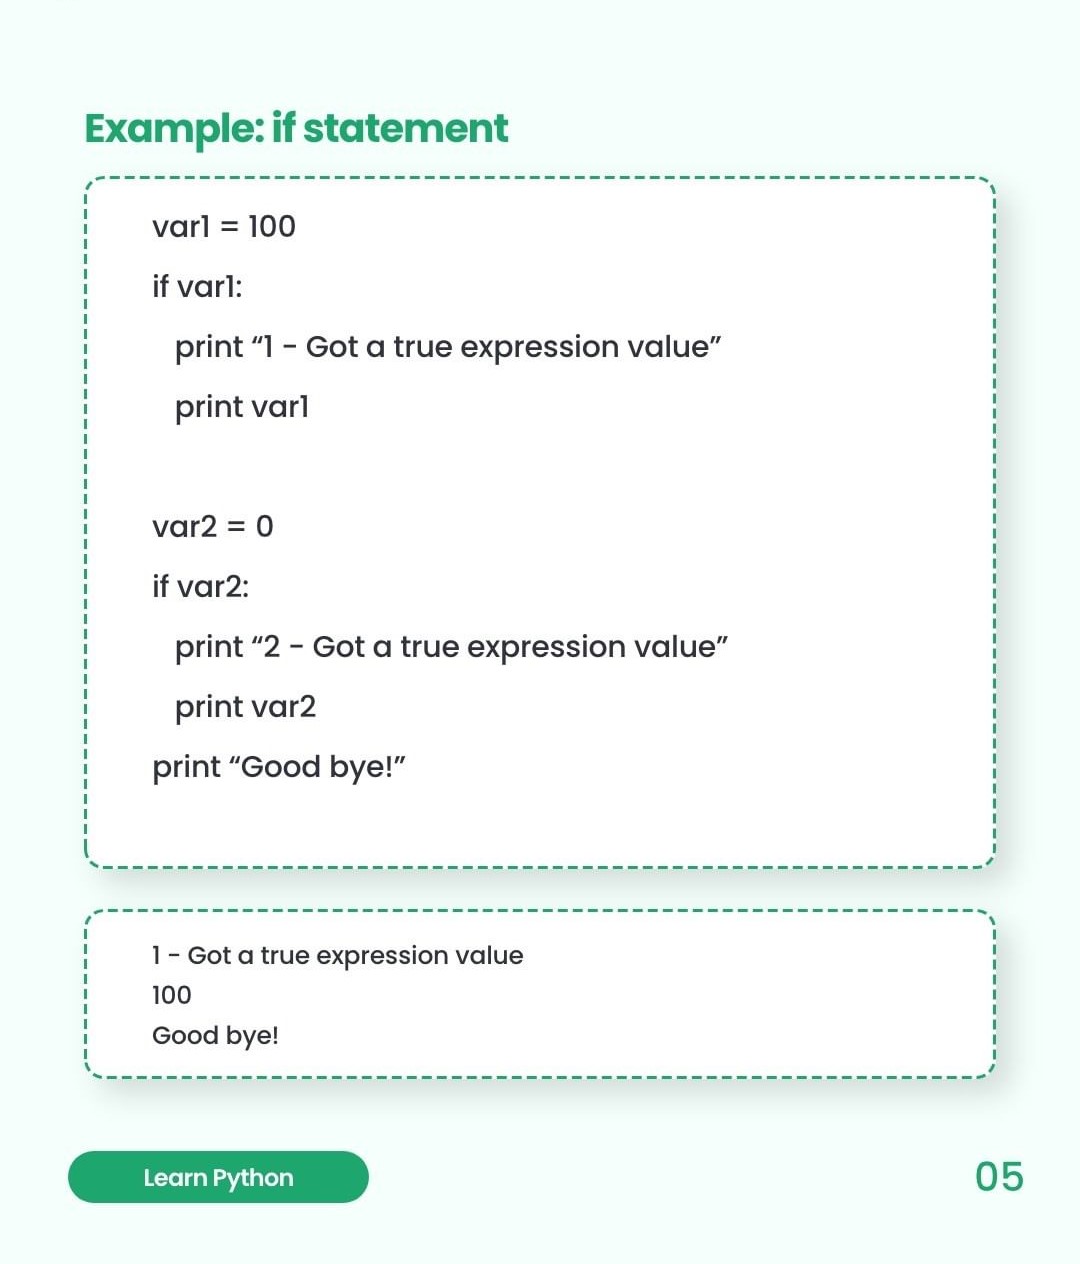 Example: if statement
var1 = 100
if var1:
print “1 - Got a true expression value”
print var1
var2 = 0
if var2:
print “2 - Got a true expression value”
print var2
print “Good bye!”
1 - Got a true expression value
100
Good bye!
Learn Python
05